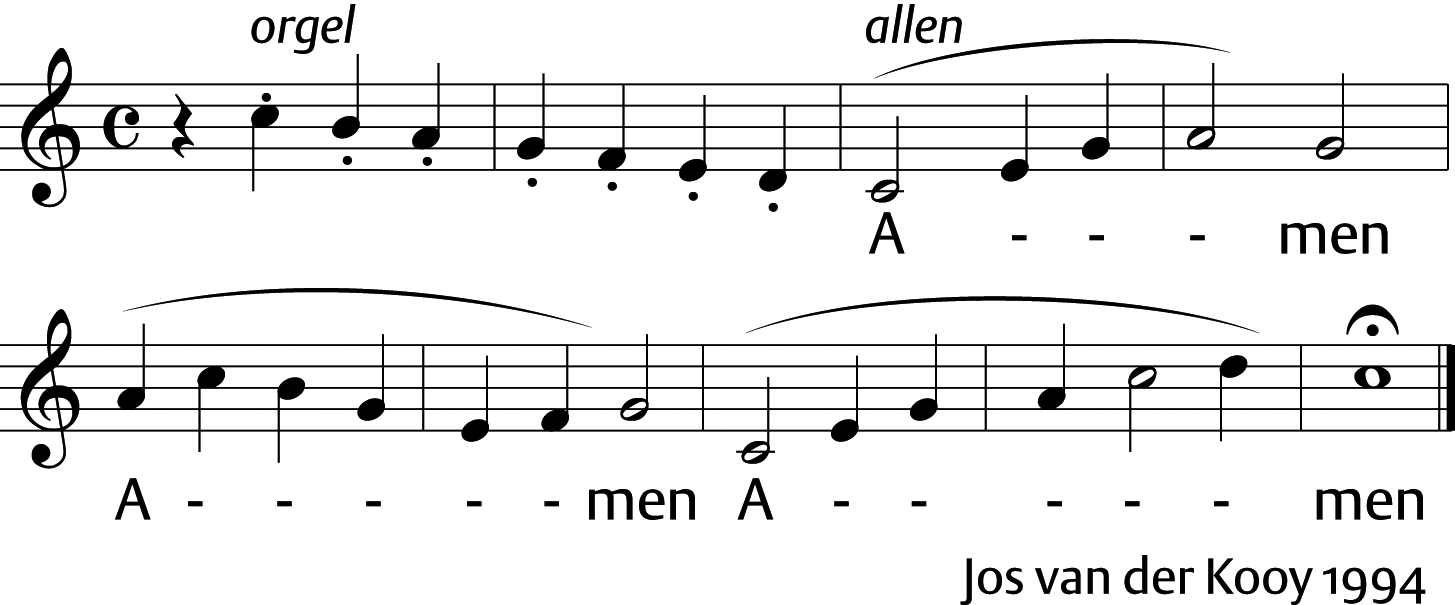 orgel allen
A - - - men
A - - - - - men A - - - - - men
Jos van der Kooy 1994